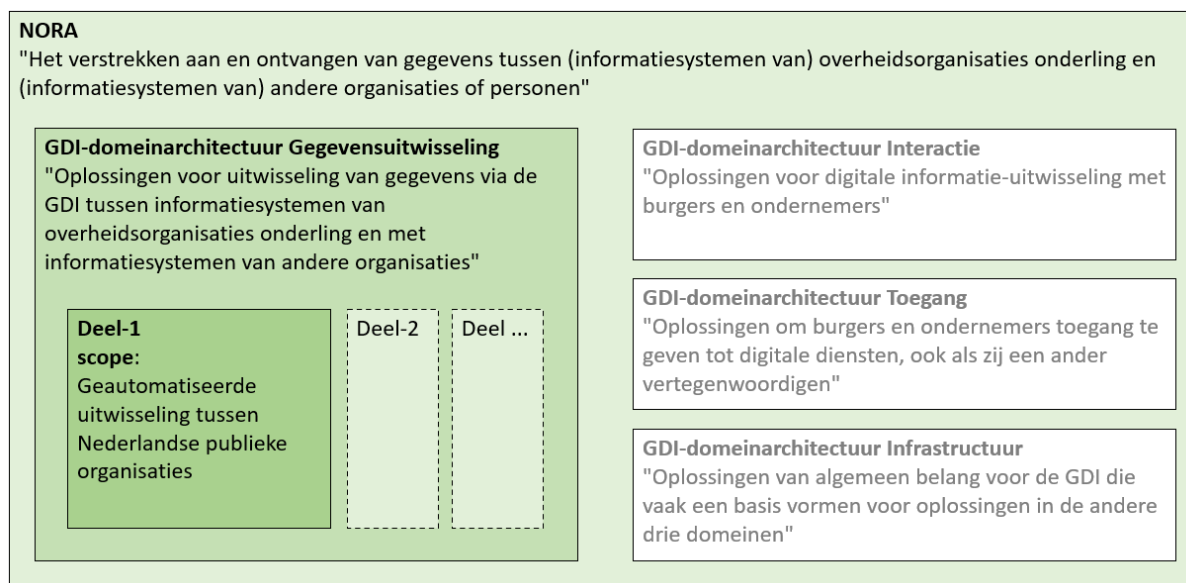 NORA
"Het verstrekken aan en ontvangen van gegevens tussen (informatiesystemen van) overheidsorganisaties onderling en
(informatiesystemen van) andere organisaties of personen"
GDI-domeinarchitectuur Gegevensuitwisseling
"Oplossingen voor uitwisseling van gegevens via de
GDI tussen informatiesystemen van
overheidsorganisaties onderling en met
informatiesystemen van andere organisaties"
Deel-1
scope:
Geautomatiseerde
uitwisseling tussen
Nederlandse publieke
organisaties
Deel-2
Deel ...
GDI-domeinarchitectuur Interactie
"Oplossingen voor digitale informatie-uitwisseling met
burgers en ondernemers"
GDI-domeinarchitectuur Toegang
"Oplossingen om burgers en ondernemers toegang te
geven tot digitale diensten, ook als zij een ander
vertegenwoordigen"
GDI-domeinarchitectuur Infrastructuur
"Oplossingen van algemeen belang voor de GDI die
vaak een basis vormen voor oplossingen in de andere
drie domeinen"